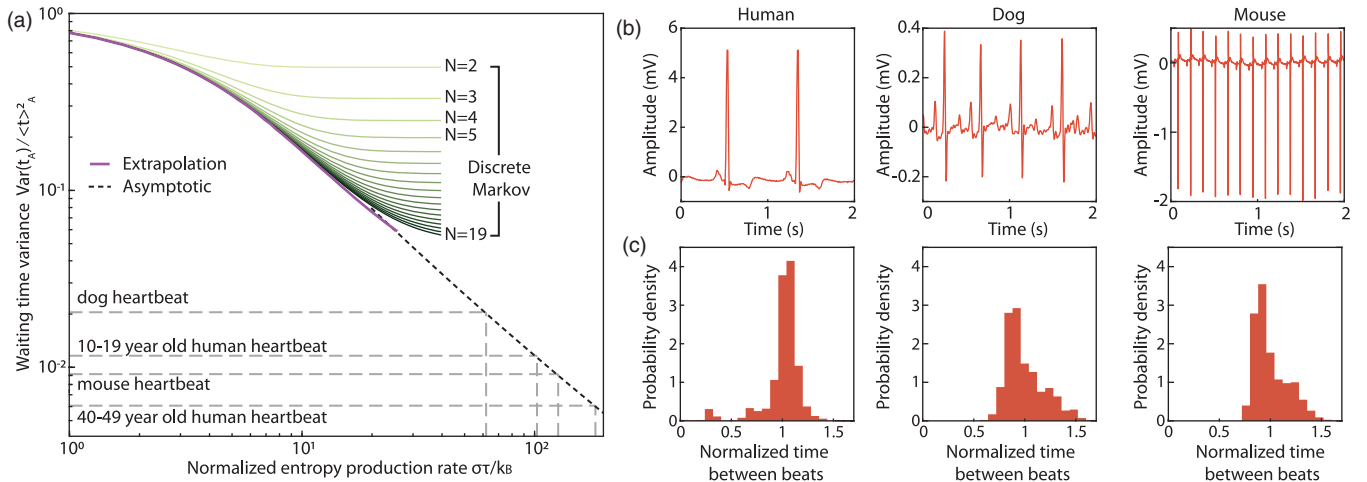 (a)
Waiting time variance Var(t_A)/<t>²_A
10⁰
10⁻¹
10⁻²
N=2
N=3
N=4
N=5
N=19
Discrete
Markov
Extrapolation
Asymptotic
dog heartbeat
10-19 year old human heartbeat
mouse heartbeat
40-49 year old human heartbeat
10⁰
10¹
10²
Normalized entropy production rate στ/kB
(b)
Human
Amplitude (mV)
6
4
2
0
0
1
2
Time (s)
Dog
Amplitude (mV)
0.4
0.2
0
-0.2
0
1
2
Time (s)
Mouse
Amplitude (mV)
0
-1
-2
0
1
2
Time (s)
(c)
Probability density
4
3
2
1
0
0
0.5
1
1.5
Normalized time
between beats
Probability density
4
3
2
1
0
0
0.5
1
1.5
Normalized time
between beats
Probability density
4
3
2
1
0
0
0.5
1
1.5
Normalized time
between beats